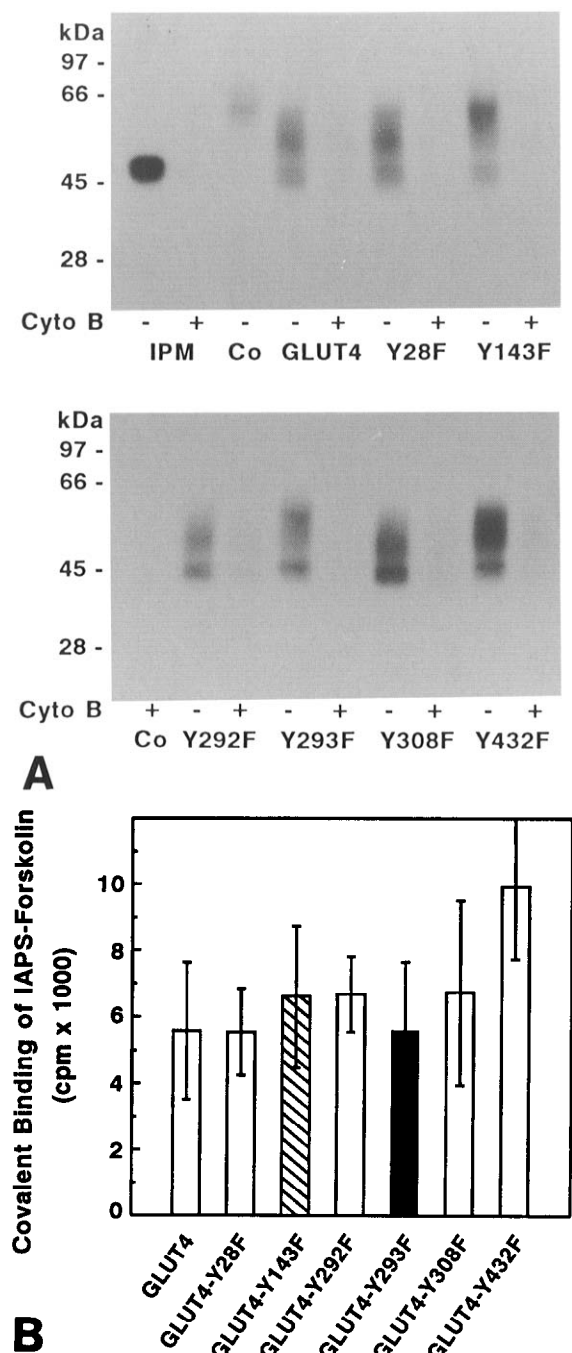 kDa
97 -
66 -
45 -
28 -
Cyto B - + - - + - + - +
IPM Co GLUT4 Y28F Y143F
kDa
97 -
66 -
45 -
28 -
Cyto B + - + - + - + - +
Co Y292F Y293F Y308F Y432F
A
Covalent Binding of IAPS-Forskolin
(cpm x 1000)
10
8
6
4
2
0
GLUT4
GLUT4-Y28F
GLUT4-Y143F
GLUT4-Y292F
GLUT4-Y293F
GLUT4-Y308F
GLUT4-Y432F
B